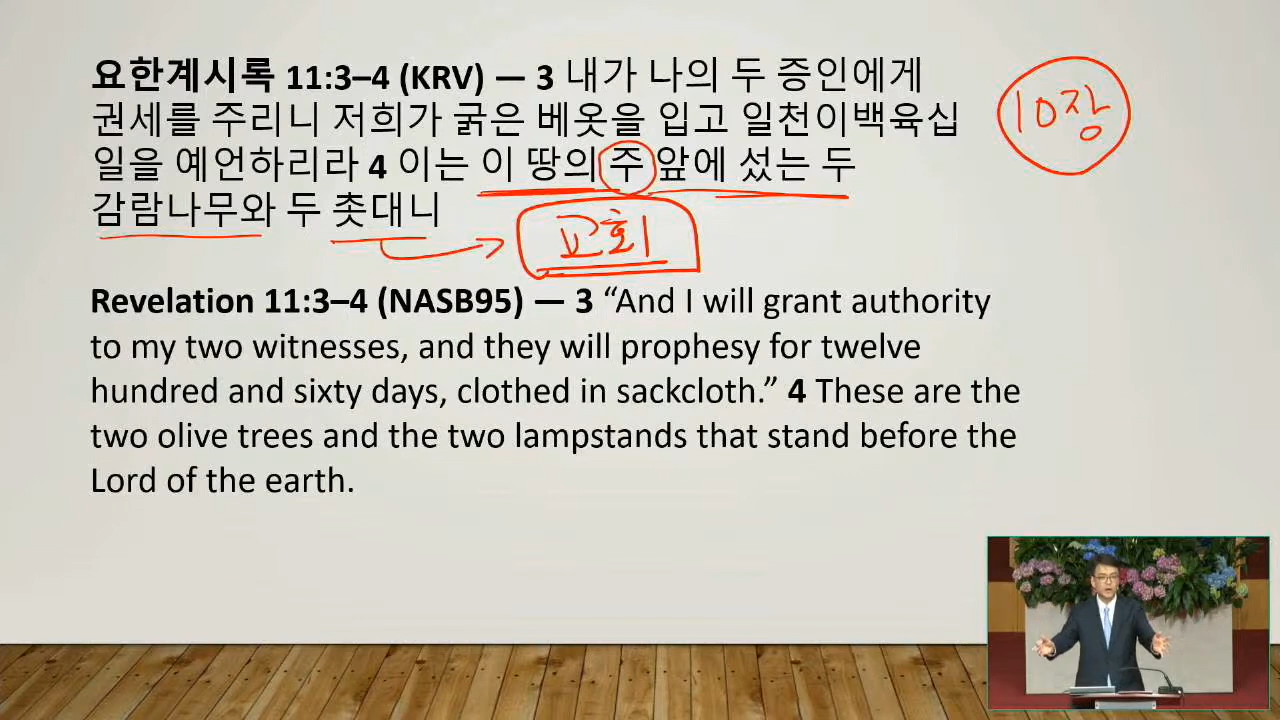 요한계시록 11:3–4 (KRV) — 3 내가 나의 두 증인에게
권세를 주리니 저희가 굵은 베옷을 입고 일천이백육십
일을 예언하리라 4 이는 이 땅의 주 앞에 섰는 두
감람나무와 두 촛대니
10장
교회
Revelation 11:3–4 (NASB95) — 3 “And I will grant authority
to my two witnesses, and they will prophesy for twelve
hundred and sixty days, clothed in sackcloth.” 4 These are the
two olive trees and the two lampstands that stand before the
Lord of the earth.